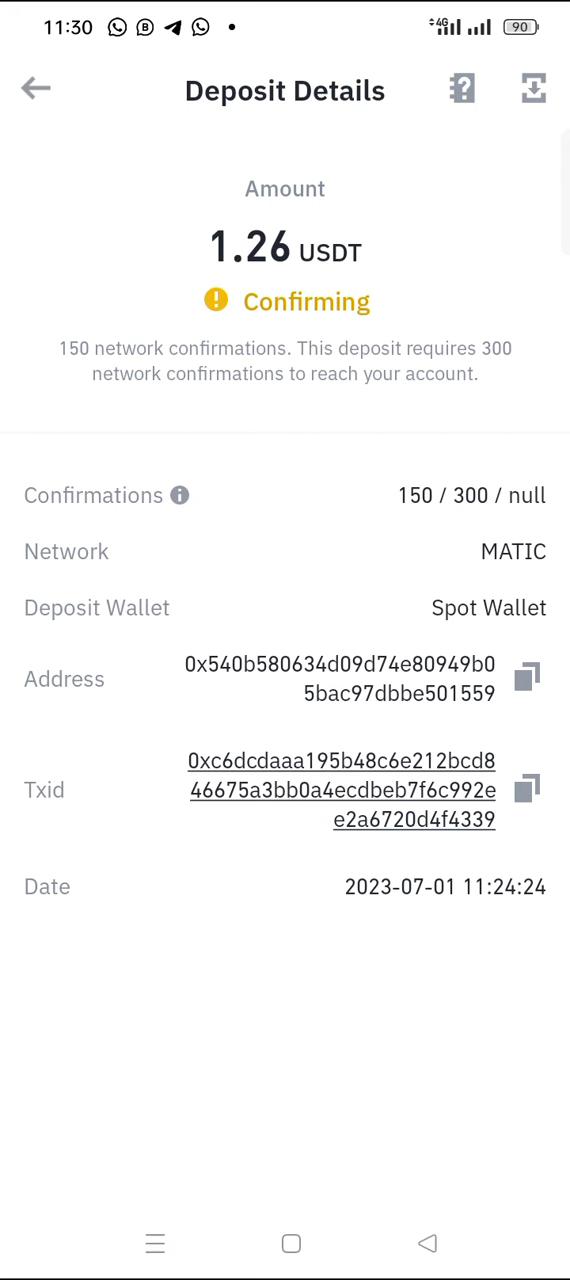 11:30
4G
90
Deposit Details
Amount
1.26 USDT
Confirming
150 network confirmations. This deposit requires 300
network confirmations to reach your account.
Confirmations 150 / 300 / null
Network MATIC
Deposit Wallet Spot Wallet
0x540b580634d09d74e80949b0
Address
5bac97dbbe501559
0xc6dcdaaa195b48c6e212bcd8
Txid 46675a3bb0a4ecdbeb7f6c992e
e2a6720d4f4339
Date 2023-07-01 11:24:24